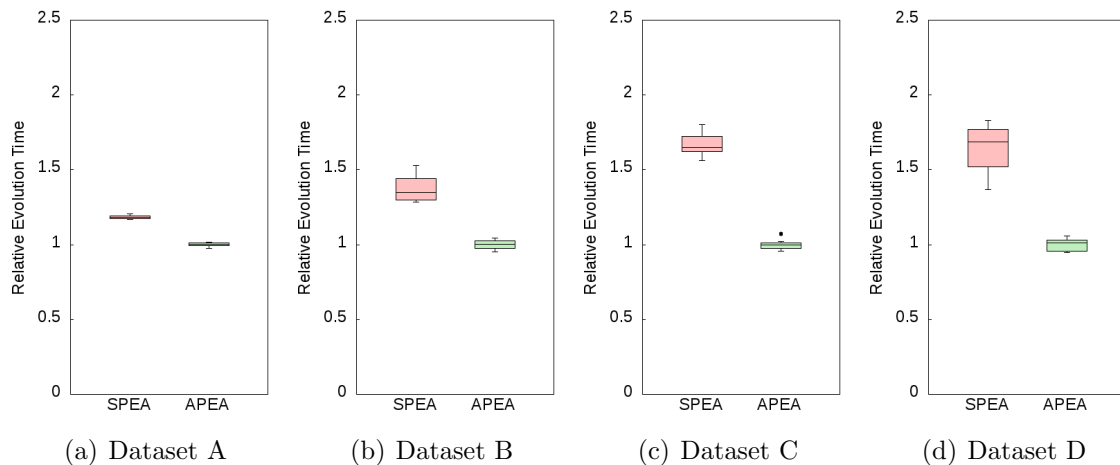 Relative Evolution Time
2.5
2
1.5
1
0.5
0
SPEA APEA
(a) Dataset A
Relative Evolution Time
2.5
2
1.5
1
0.5
0
SPEA APEA
(b) Dataset B
Relative Evolution Time
2.5
2
1.5
1
0.5
0
SPEA APEA
(c) Dataset C
Relative Evolution Time
2.5
2
1.5
1
0.5
0
SPEA APEA
(d) Dataset D